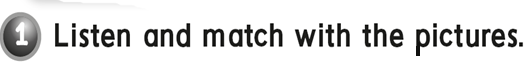 1 Listen and match with the pictures.